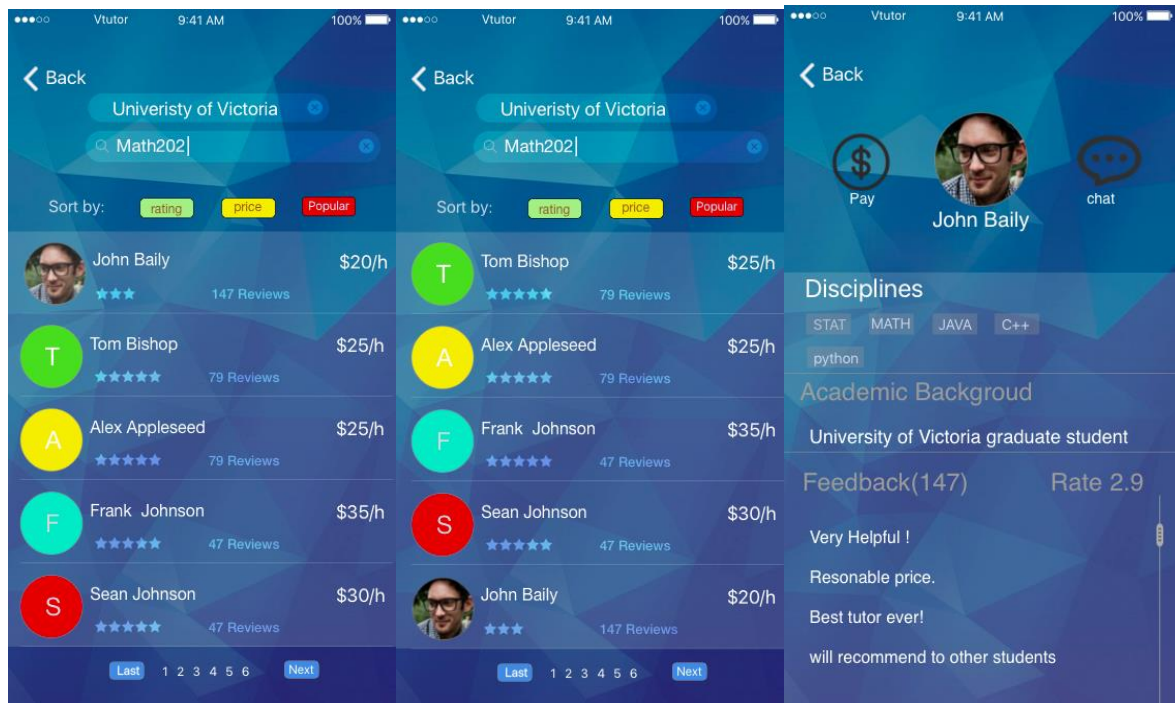 Vtutor 9:41 AM 100%
Back
Univeristy of Victoria
Math202
Sort by: rating price Popular
John Baily $20/h
147 Reviews
T Tom Bishop $25/h
79 Reviews
A Alex Appleseed $25/h
79 Reviews
F Frank Johnson $35/h
47 Reviews
S Sean Johnson $30/h
47 Reviews
Last 1 2 3 4 5 6 Next
Vtutor 9:41 AM 100%
Back
Univeristy of Victoria
Math202
Sort by: rating price Popular
T Tom Bishop $25/h
79 Reviews
A Alex Appleseed $25/h
79 Reviews
F Frank Johnson $35/h
47 Reviews
S Sean Johnson $30/h
47 Reviews
John Baily $20/h
147 Reviews
Last 1 2 3 4 5 6 Next
Vtutor 9:41 AM 100%
Back
$
Pay
chat
John Baily
Disciplines
STAT MATH JAVA C++
python
Academic Backgroud
University of Victoria graduate student
Feedback(147) Rate 2.9
Very Helpful !
Resonable price.
Best tutor ever!
will recommend to other students